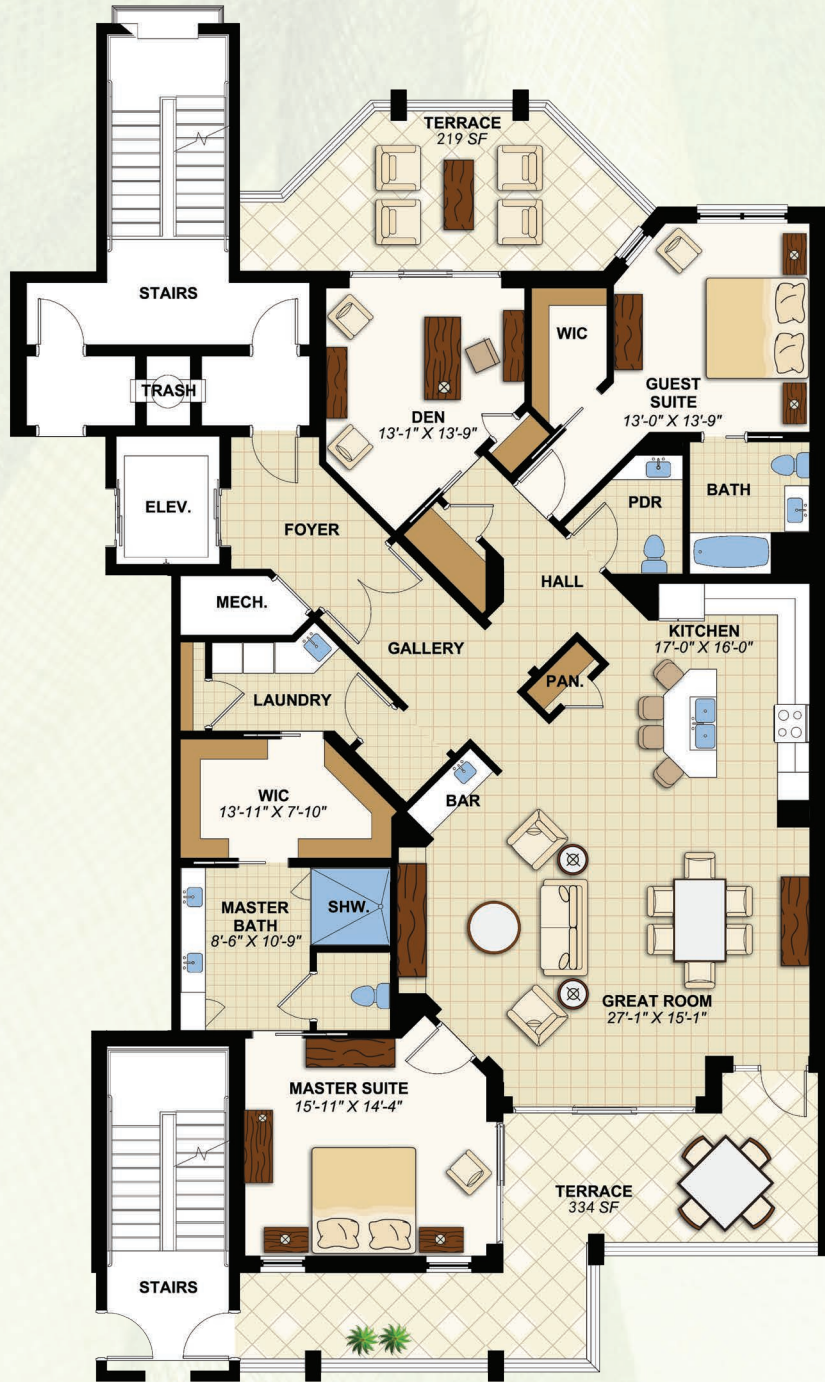 TERRACE
219 SF
STAIRS
WIC
TRASH
DEN
13'-1" X 13'-9"
GUEST
SUITE
13'-0" X 13'-9"
ELEV.
FOYER
PDR
BATH
MECH.
HALL
GALLERY
KITCHEN
17'-0" X 16'-0"
LAUNDRY
PAN.
WIC
13'-11" X 7'-10"
BAR
MASTER
BATH
8'-6" X 10'-9"
SHW.
GREAT ROOM
27'-1" X 15'-1"
MASTER SUITE
15'-11" X 14'-4"
TERRACE
334 SF
STAIRS